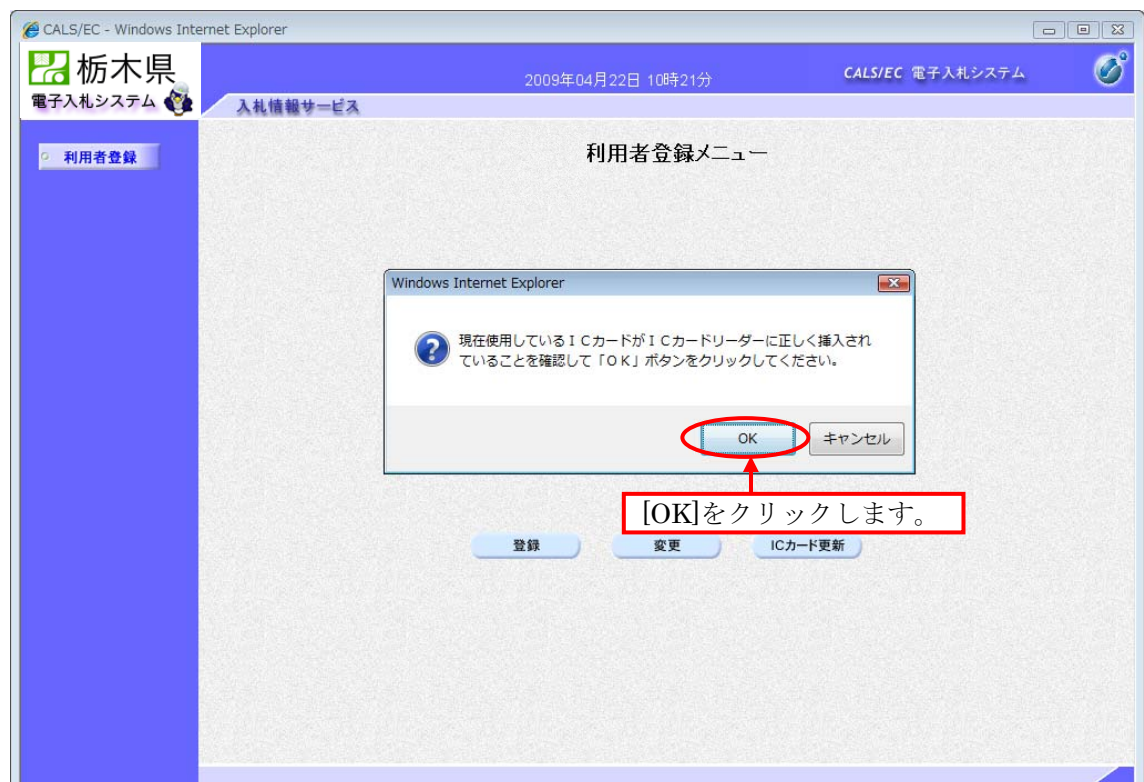 CALS/EC - Windows Internet Explorer
栃木県
電子入札システム
2009年04月22日 10時21分
CALS/EC 電子入札システム
入札情報サービス
利用者登録
利用者登録メニュー
Windows Internet Explorer
現在使用しているＩＣカードがＩＣカードリーダーに正しく挿入され
ていることを確認して「ＯＫ」ボタンをクリックしてください。
OK
キャンセル
[OK]をクリックします。
登録
変更
ICカード更新